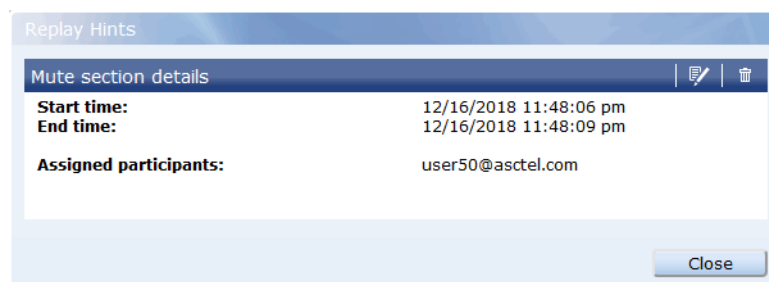 Replay Hints
Mute section details
Start time: 12/16/2018 11:48:06 pm
End time: 12/16/2018 11:48:09 pm
Assigned participants: user50@asctel.com
Close